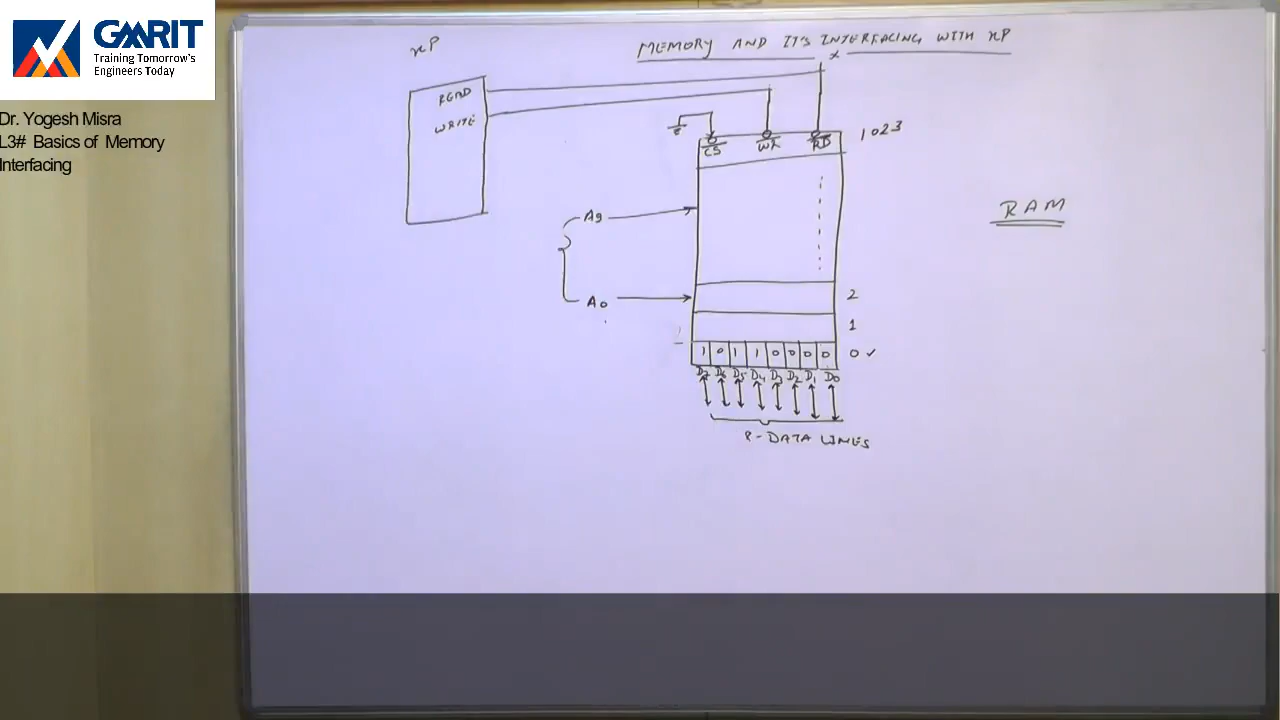 GMRIT
Training Tomorrow's
Engineers Today
Dr. Yogesh Misra
L3# Basics of Memory
Interfacing
MEMORY AND IT'S INTERFACING WITH μP
μP
READ
WRITE
CS WR RD
1023
A9
RAM
A0
2
1
1 0 1 1 0 0 0 0 0 ✓
D7 D6 D5 D4 D3 D2 D1 D0
8-DATA LINES